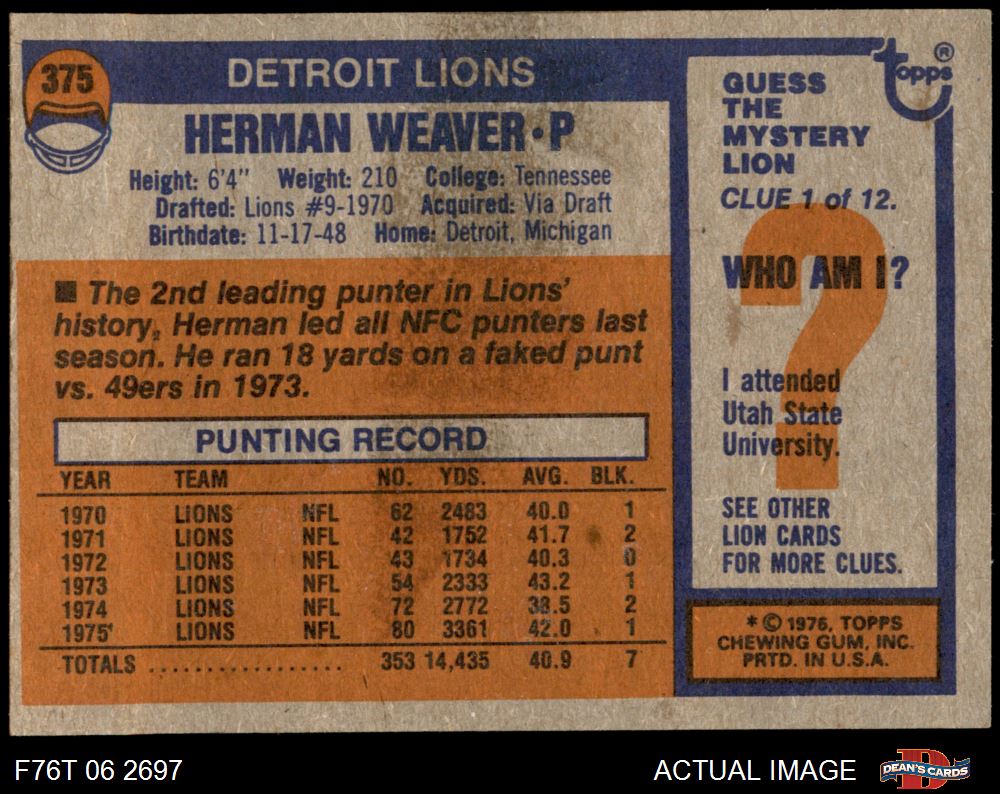 375
DETROIT LIONS
HERMAN WEAVER • P
Height: 6'4" Weight: 210 College: Tennessee
Drafted: Lions #9-1970 Acquired: Via Draft
Birthdate: 11-17-48 Home: Detroit, Michigan
■ The 2nd leading punter in Lions'
history, Herman led all NFC punters last
season. He ran 18 yards on a faked punt
vs. 49ers in 1973.
PUNTING RECORD
YEAR TEAM NO. YDS. AVG. BLK.
1970 LIONS NFL 62 2483 40.0 1
1971 LIONS NFL 42 1752 41.7 2
1972 LIONS NFL 43 1734 40.3 0
1973 LIONS NFL 54 2333 43.2 1
1974 LIONS NFL 72 2772 38.5 2
1975 LIONS NFL 80 3361 42.0 1
TOTALS .................. 353 14,435 40.9 7
topps ®
GUESS
THE
MYSTERY
LION
CLUE 1 of 12.
?
WHO AM I?
I attended
Utah State
University.
SEE OTHER
LION CARDS
FOR MORE CLUES.
* © 1976, TOPPS
CHEWING GUM, INC.
PRTD. IN U.S.A.
F76T 06 2697
ACTUAL IMAGE
D
DEAN'S CARDS